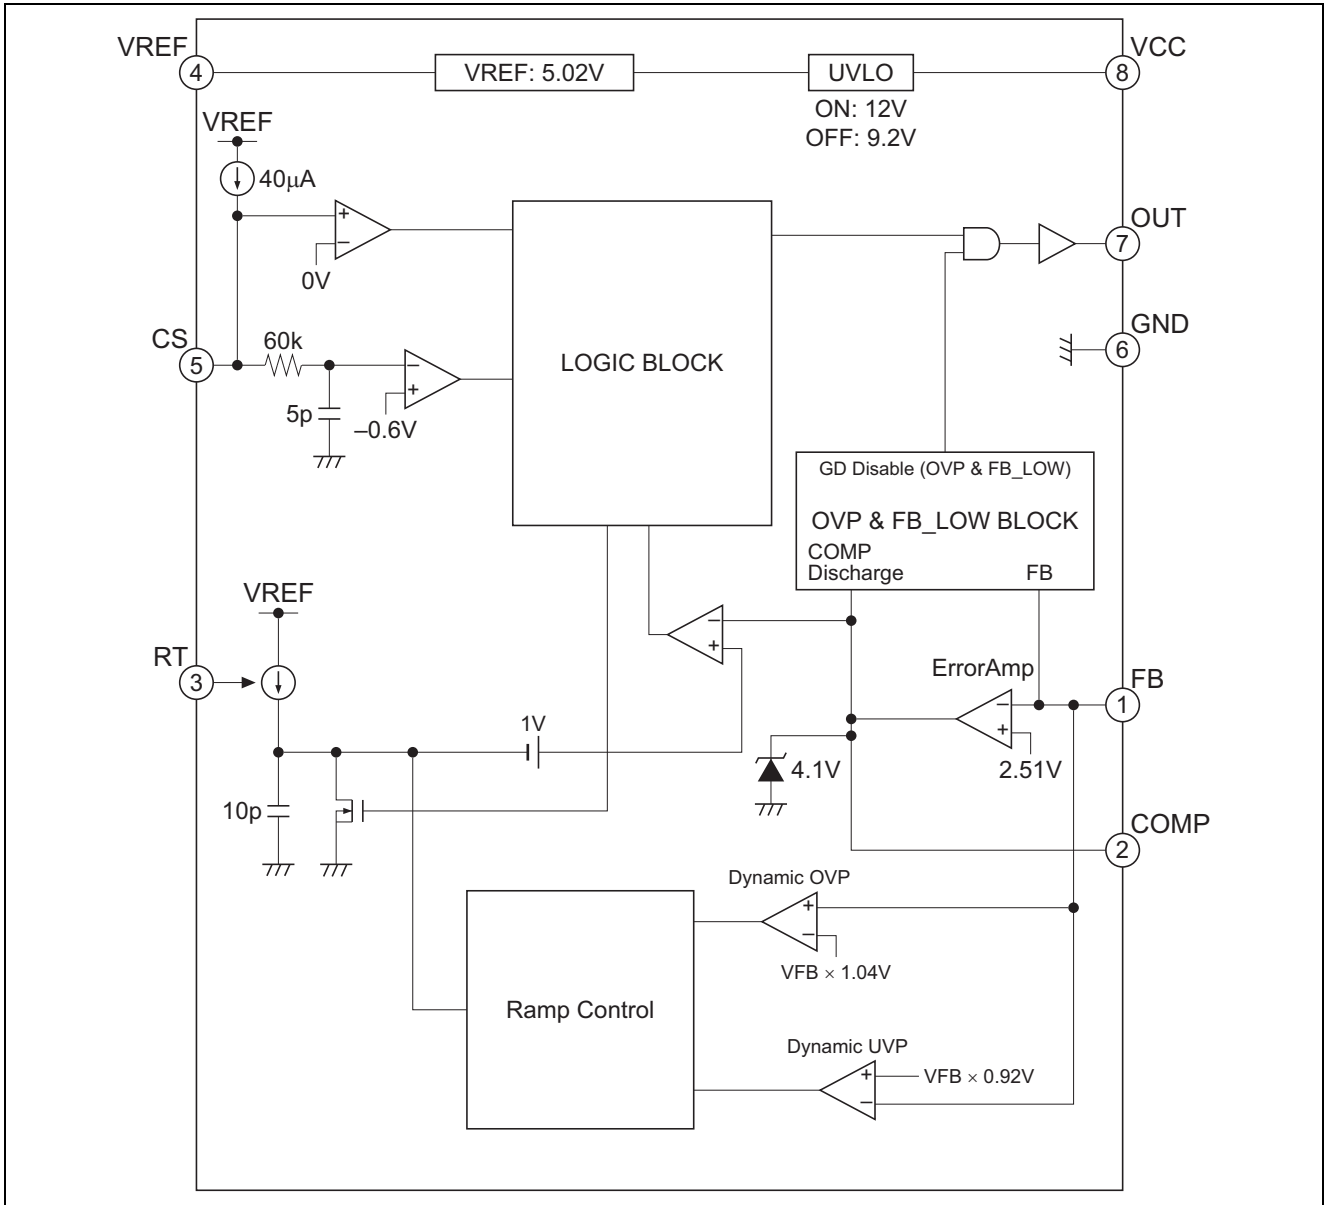 VREF
4
VREF: 5.02V
UVLO
VCC
8
ON: 12V
OFF: 9.2V
VREF
40μA
+
−
0V
LOGIC BLOCK
OUT
7
GND
6
CS
5
60k
5p
−
+
–0.6V
GD Disable (OVP & FB_LOW)
OVP & FB_LOW BLOCK
COMP
Discharge
FB
VREF
−
+
RT
3
ErrorAmp
−
+
FB
1
1V
4.1V
2.51V
10p
COMP
2
Dynamic OVP
+
−
VFB × 1.04V
Ramp Control
Dynamic UVP
+
−
VFB × 0.92V